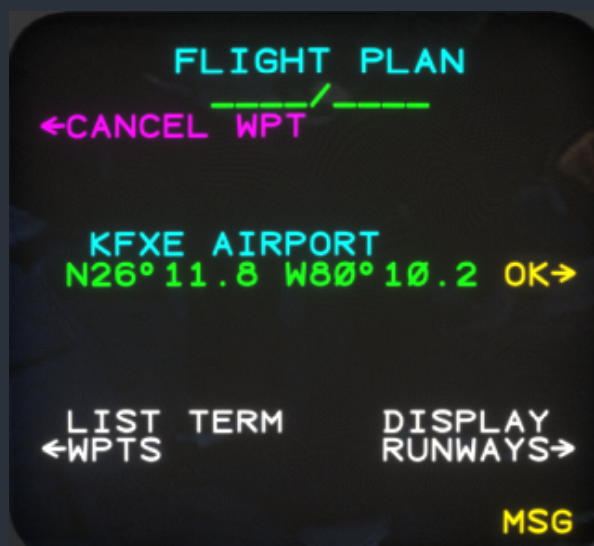 FLIGHT PLAN
____/____
←CANCEL WPT
KFXE AIRPORT
N26°11.8 W80°10.2 OK→
LIST TERM DISPLAY
←WPTS RUNWAYS→
MSG